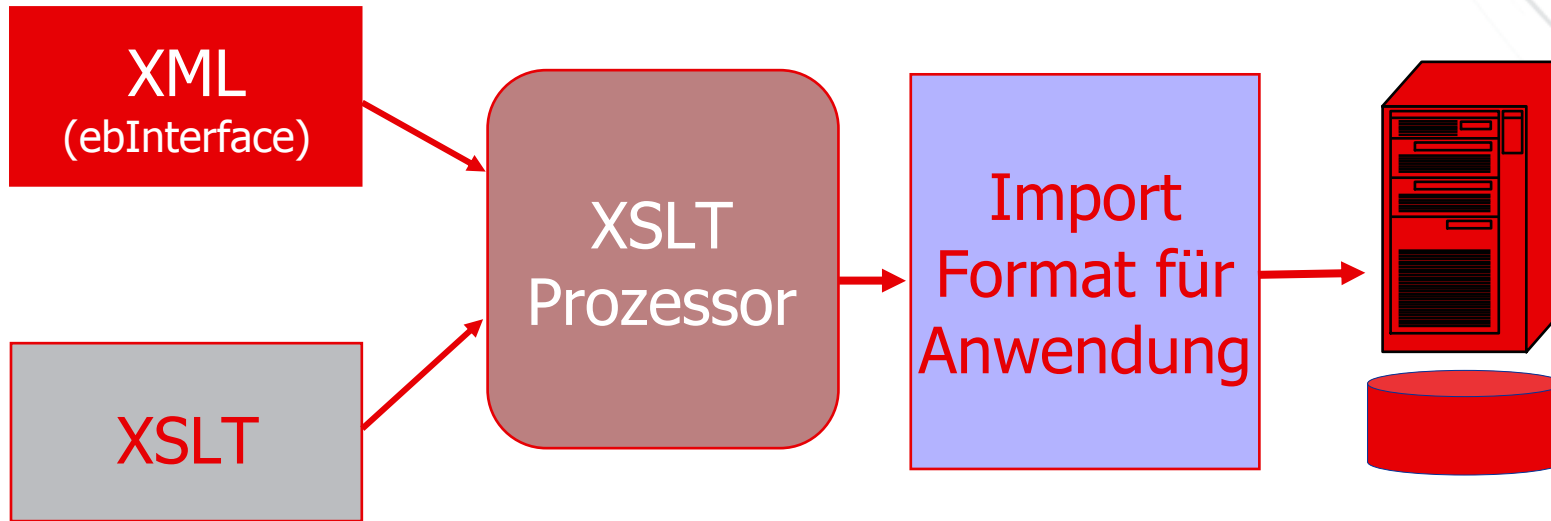 XML
(ebInterface)
XSLT
XSLT
Prozessor
Import
Format für
Anwendung